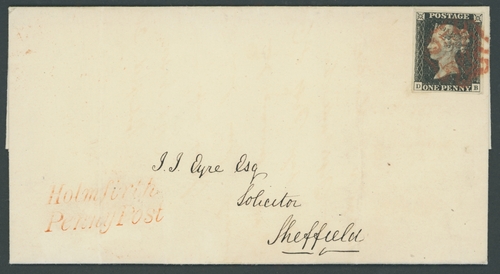 POSTAGE
ONE PENNY
D B
J. J. Eyre Esq
Solicitor
Sheffield
Holmfirth
Penny Post